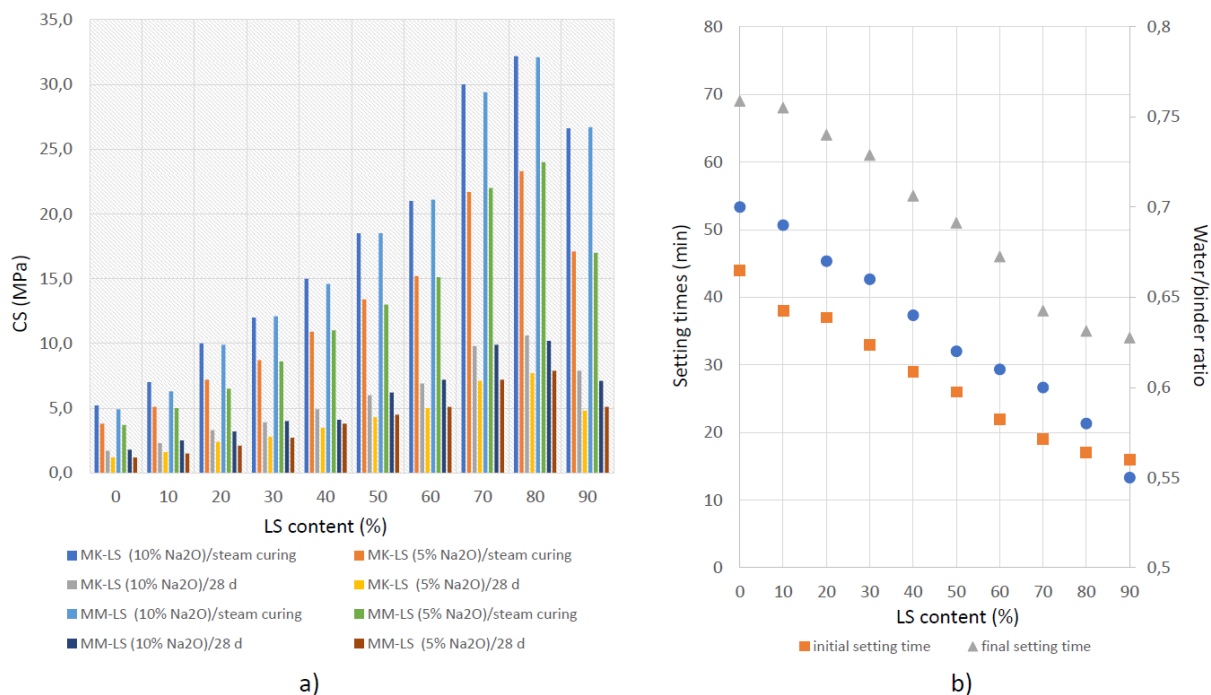 CS (MPa)
35,0
30,0
25,0
20,0
15,0
10,0
5,0
0,0
0 10 20 30 40 50 60 70 80 90
LS content (%)
MK-LS (10% Na2O)/steam curing MK-LS (5% Na2O)/steam curing
MK-LS (10% Na2O)/28 d MK-LS (5% Na2O)/28 d
MM-LS (10% Na2O)/steam curing MM-LS (5% Na2O)/steam curing
MM-LS (10% Na2O)/28 d MM-LS (5% Na2O)/28 d
a)
Setting times (min)
80
70
60
50
40
30
20
10
0
Water/binder ratio
0,8
0,75
0,7
0,65
0,6
0,55
0,5
0 10 20 30 40 50 60 70 80 90
LS content (%)
initial setting time final setting time
b)